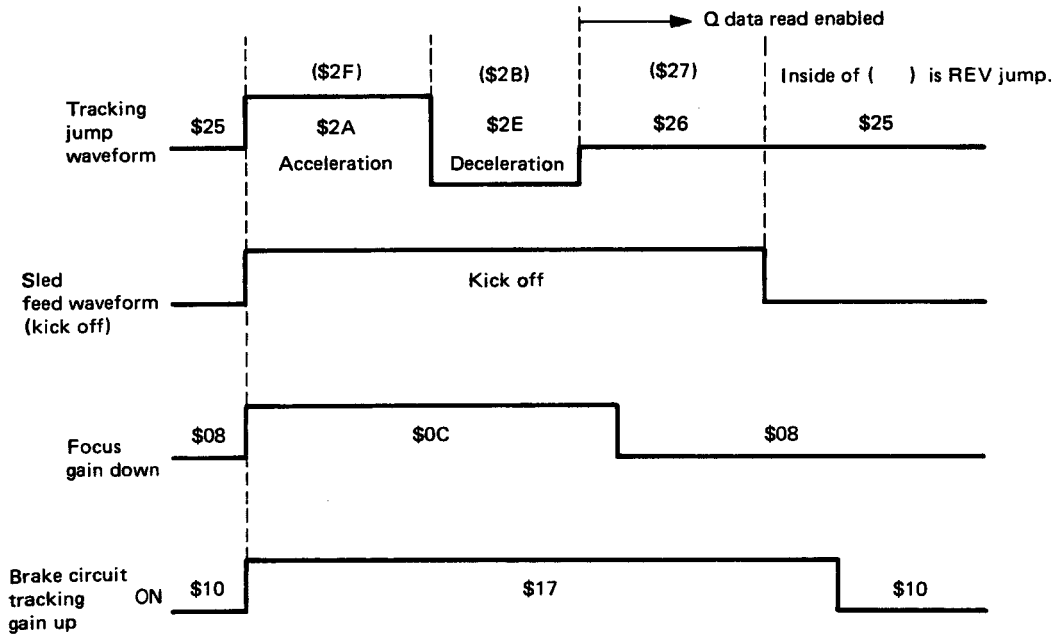 Q data read enabled
($2F)
($2B)
($27)
Inside of ( ) is REV jump.
Tracking
jump
waveform
$25
$2A
$2E
$26
$25
Acceleration
Deceleration
Sled
feed waveform
(kick off)
Kick off
Focus
gain down
$08
$0C
$08
Brake circuit
tracking ON
gain up
$10
$17
$10